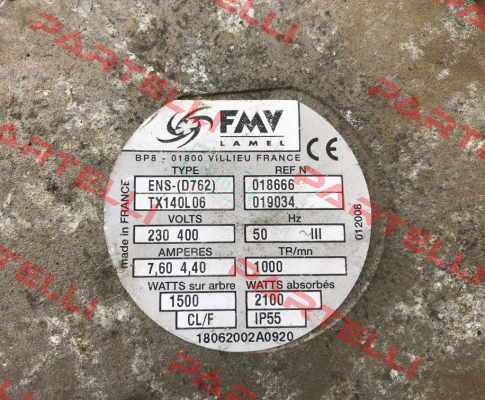 FMV
LAMEL
BP8 - 01800 VILLIEU FRANCE CE
TYPE REF N°
ENS-(D762) 018666
TX140L06 019034
VOLTS Hz
230 400 50 III
AMPERES TR/mn
7,60 4,40 1000
WATTS sur arbre WATTS absorbés
1500 2100
CL/F IP55
18062002A0920
made in FRANCE
012008
PARTELLI
PARTELLI
PARTELLI
PARTELLI
PARTELLI